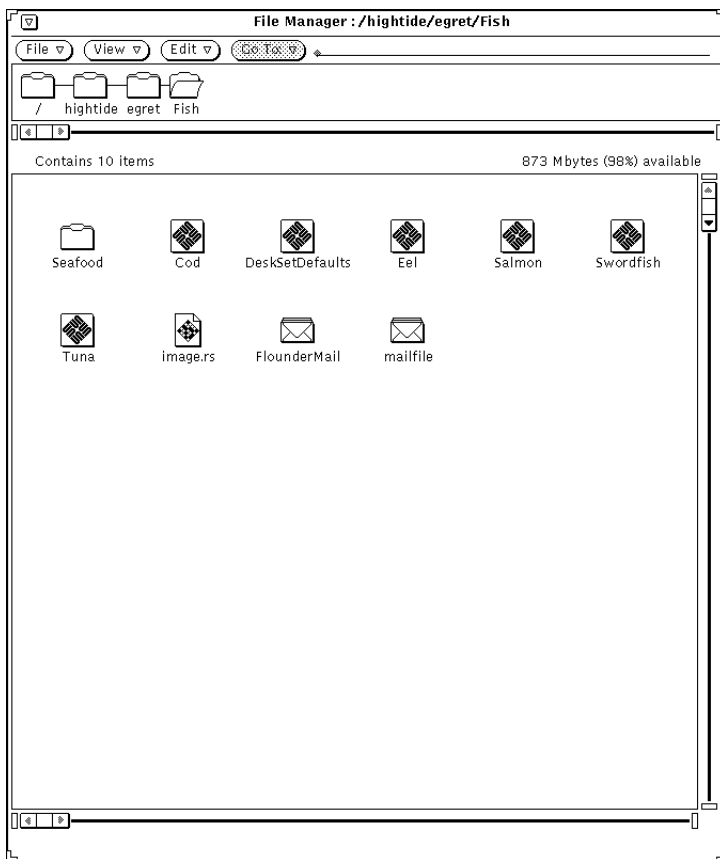 File Manager : /hightide/egret/Fish
File View Edit Go To:
/ hightide egret Fish
Contains 10 items 873 Mbytes (98%) available
Seafood Cod DeskSetDefaults Eel Salmon Swordfish
Tuna image.rs FlounderMail mailfile